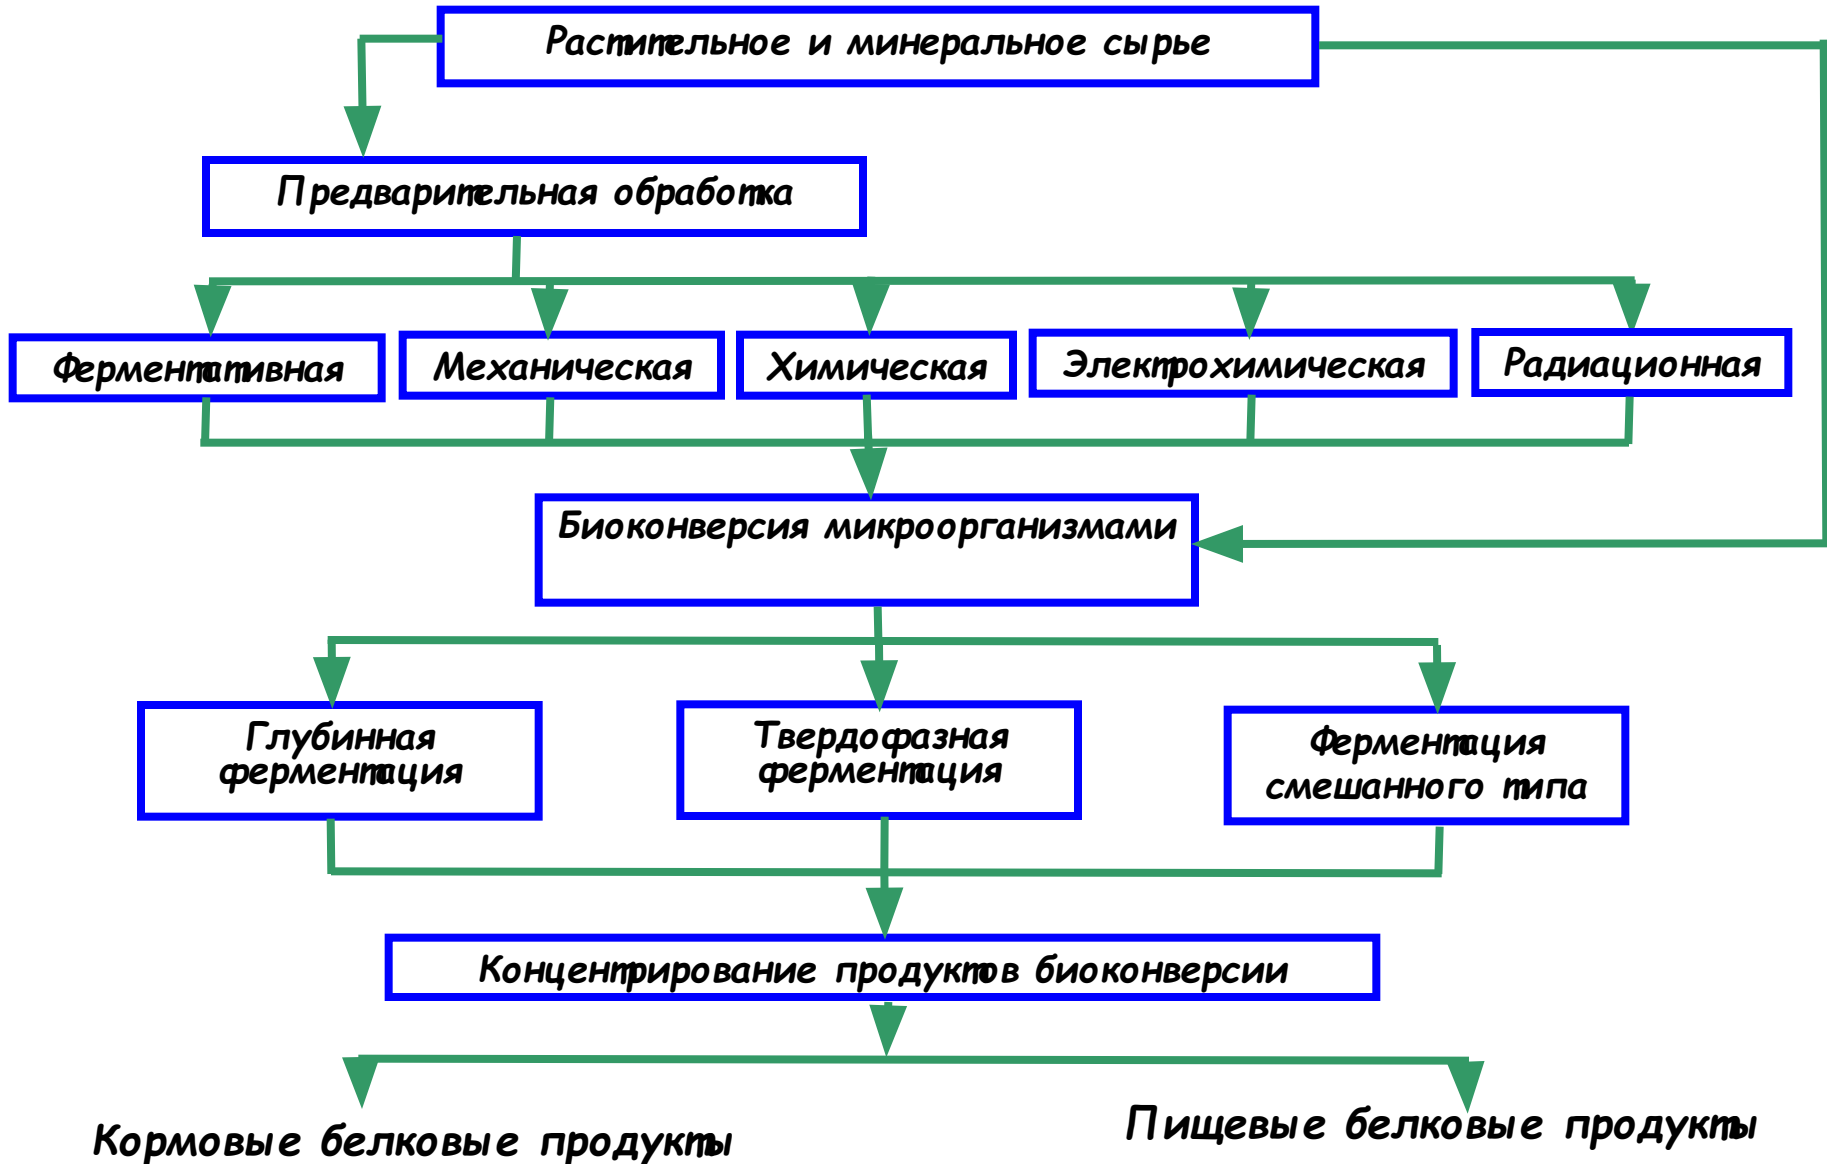 Растительное и минеральное сырье
Предварительная обработка
Ферментативная
Механическая
Химическая
Электрохимическая
Радиационная
Биоконверсия микроорганизмами
Глубинная
ферментация
Твердофазная
ферментация
Ферментация
смешанного типа
Концентрирование продуктов биоконверсии
Кормовые белковые продукты
Пищевые белковые продукты